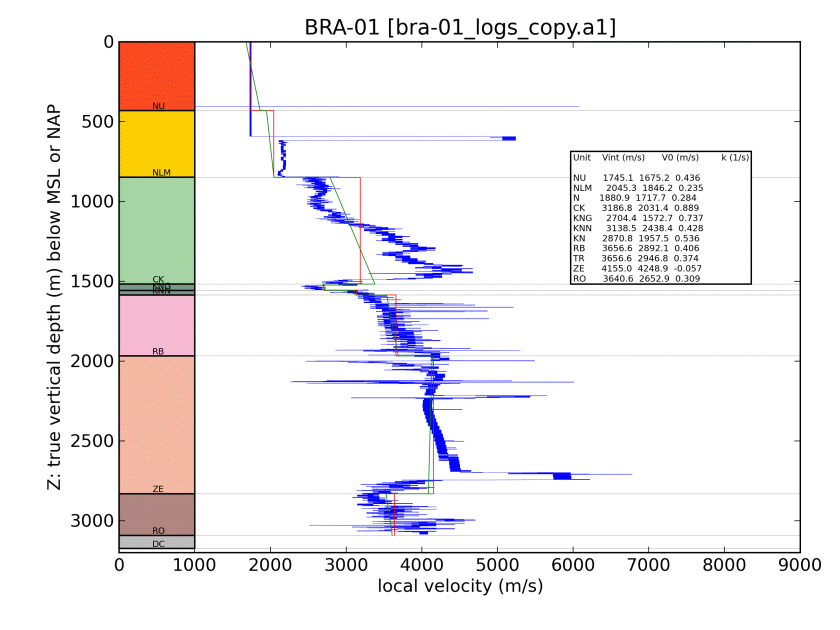 BRA-01 [bra-01_logs_copy.a1]
0
500
1000
1500
2000
2500
3000
Z: true vertical depth (m) below MSL or NAP
NU
NLM
CK
KNG
KNN
RB
ZE
RO
DC
Unit Vint (m/s) V0 (m/s) k (1/s)
NU 1745.1 1675.2 0.436
NLM 2045.3 1846.2 0.235
N 1880.9 1717.7 0.284
CK 3186.8 2031.4 0.889
KNG 2704.4 1572.7 0.737
KNN 3138.5 2438.4 0.428
KN 2870.8 1957.5 0.536
RB 3656.6 2892.1 0.406
TR 3656.6 2946.8 0.374
ZE 4155.0 4248.9 -0.057
RO 3640.6 2652.9 0.309
0 1000 2000 3000 4000 5000 6000 7000 8000 9000
local velocity (m/s)